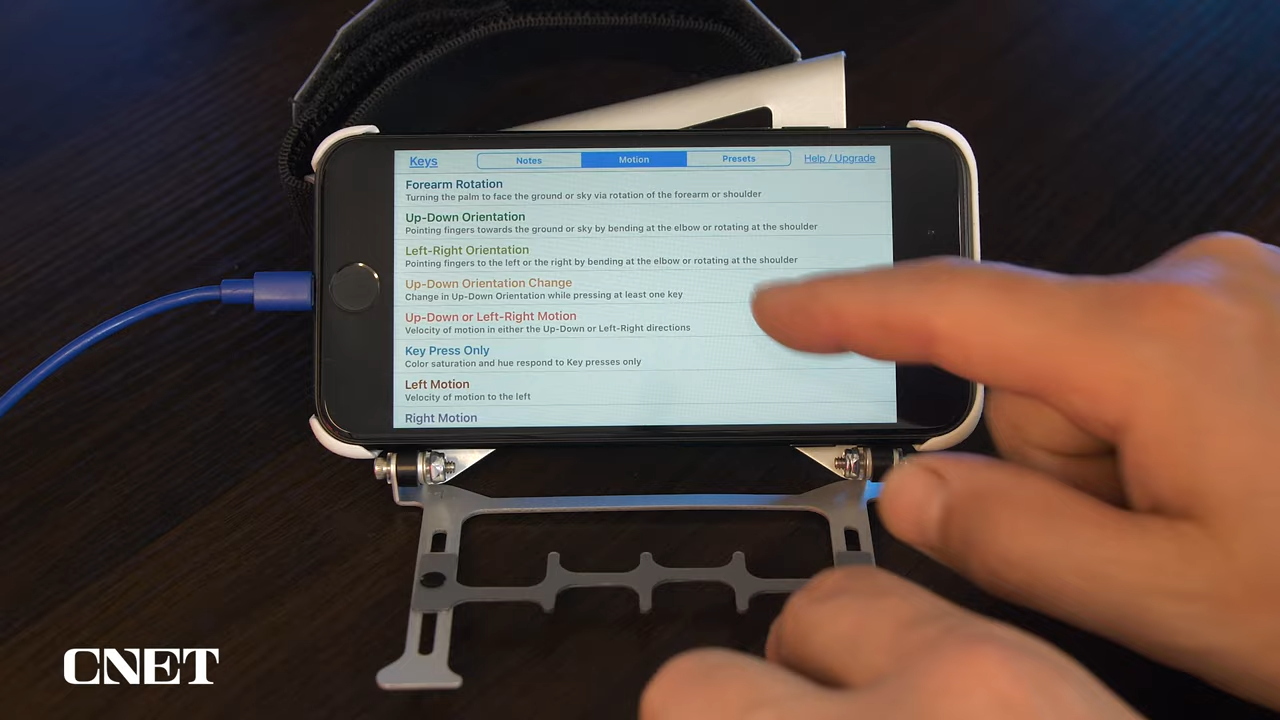 Keys
Notes
Motion
Presets
Help / Upgrade
Forearm Rotation
Turning the palm to face the ground or sky via rotation of the forearm or shoulder
Up-Down Orientation
Pointing fingers towards the ground or sky by bending at the elbow or rotating at the shoulder
Left-Right Orientation
Pointing fingers to the left or the right by bending at the elbow or rotating at the shoulder
Up-Down Orientation Change
Change in Up-Down Orientation while pressing at least one key
Up-Down or Left-Right Motion
Velocity of motion in either the Up-Down or Left-Right directions
Key Press Only
Color saturation and hue respond to Key presses only
Left Motion
Velocity of motion to the left
Right Motion
CNET